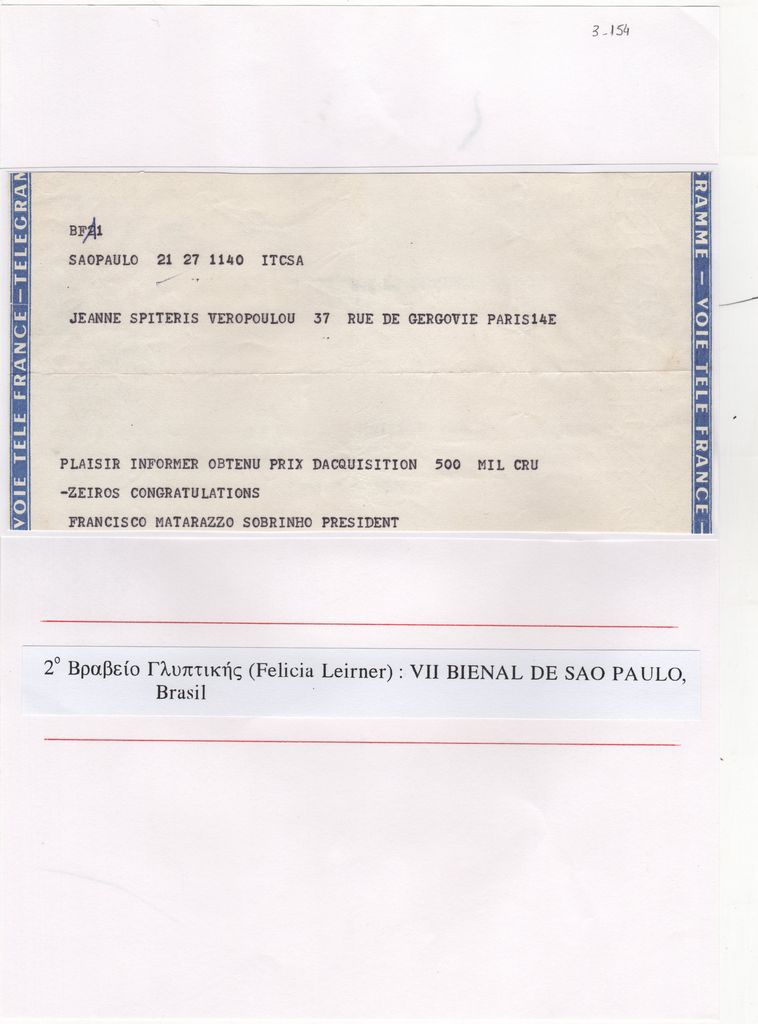 3-154
BF21
SAOPAULO 21 27 1140 ITCSA
JEANNE SPITERIS VEROPOULOU 37 RUE DE GERGOVIE PARIS14E
PLAISIR INFORMER OBTENU PRIX DACQUISITION 500 MIL CRU
-ZEIROS CONGRATULATIONS
FRANCISCO MATARAZZO SOBRINHO PRESIDENT
VOIE TELE FRANCE — TELEGRAM
RAMME — VOIE TELE FRANCE —
2° Βραβείο Γλυπτικής (Felicia Leirner) : VII BIENAL DE SAO PAULO,
Brasil